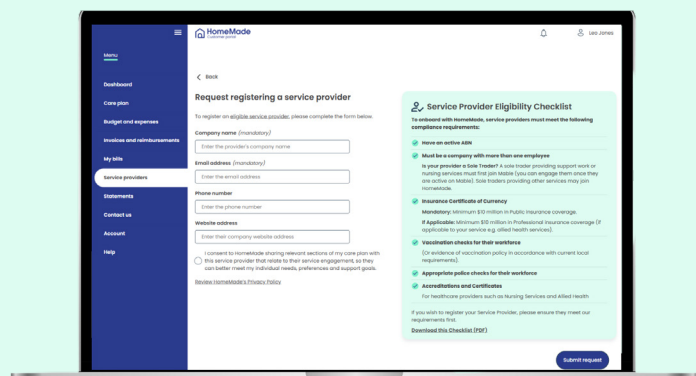 HomeMade
Customer portal
Leo Jones
Menu
Dashboard
Care plan
Budget and expenses
Invoices and reimbursements
My bills
Service providers
Statements
Contact us
Account
Help
Back
Request registering a service provider
To register an eligible service provider, please complete the form below.
Company name (mandatory)
Enter the provider's company name
Email address (mandatory)
Enter the email address
Phone number
Enter the phone number
Website address
Enter their company website address
I consent to HomeMade sharing relevant sections of my care plan with
this service provider that relate to their service engagement, so they
can better meet my individual needs, preferences and support goals.
Review HomeMade's Privacy Policy
Service Provider Eligibility Checklist
To onboard with HomeMade, service providers must meet the following
compliance requirements:
Have an active ABN
Must be a company with more than one employee
Is your provider a Sole Trader? A sole trader providing support work or
nursing services must first join Mable (you can engage them once they
are active on Mable). Sole traders providing other services may join
HomeMade.
Insurance Certificate of Currency
Mandatory: Minimum $10 million in Public Insurance coverage.
If Applicable: Minimum $10 million in Professional Insurance coverage (if
applicable to your service e.g. allied health services).
Vaccination checks for their workforce
(Or evidence of vaccination policy in accordance with current local
requirements).
Appropriate police checks for their workforce
Accreditations and Certificates
For healthcare providers such as Nursing Services and Allied Health
If you wish to register your Service Provider, please ensure they meet our
requirements first.
Download this Checklist (PDF)
Submit request